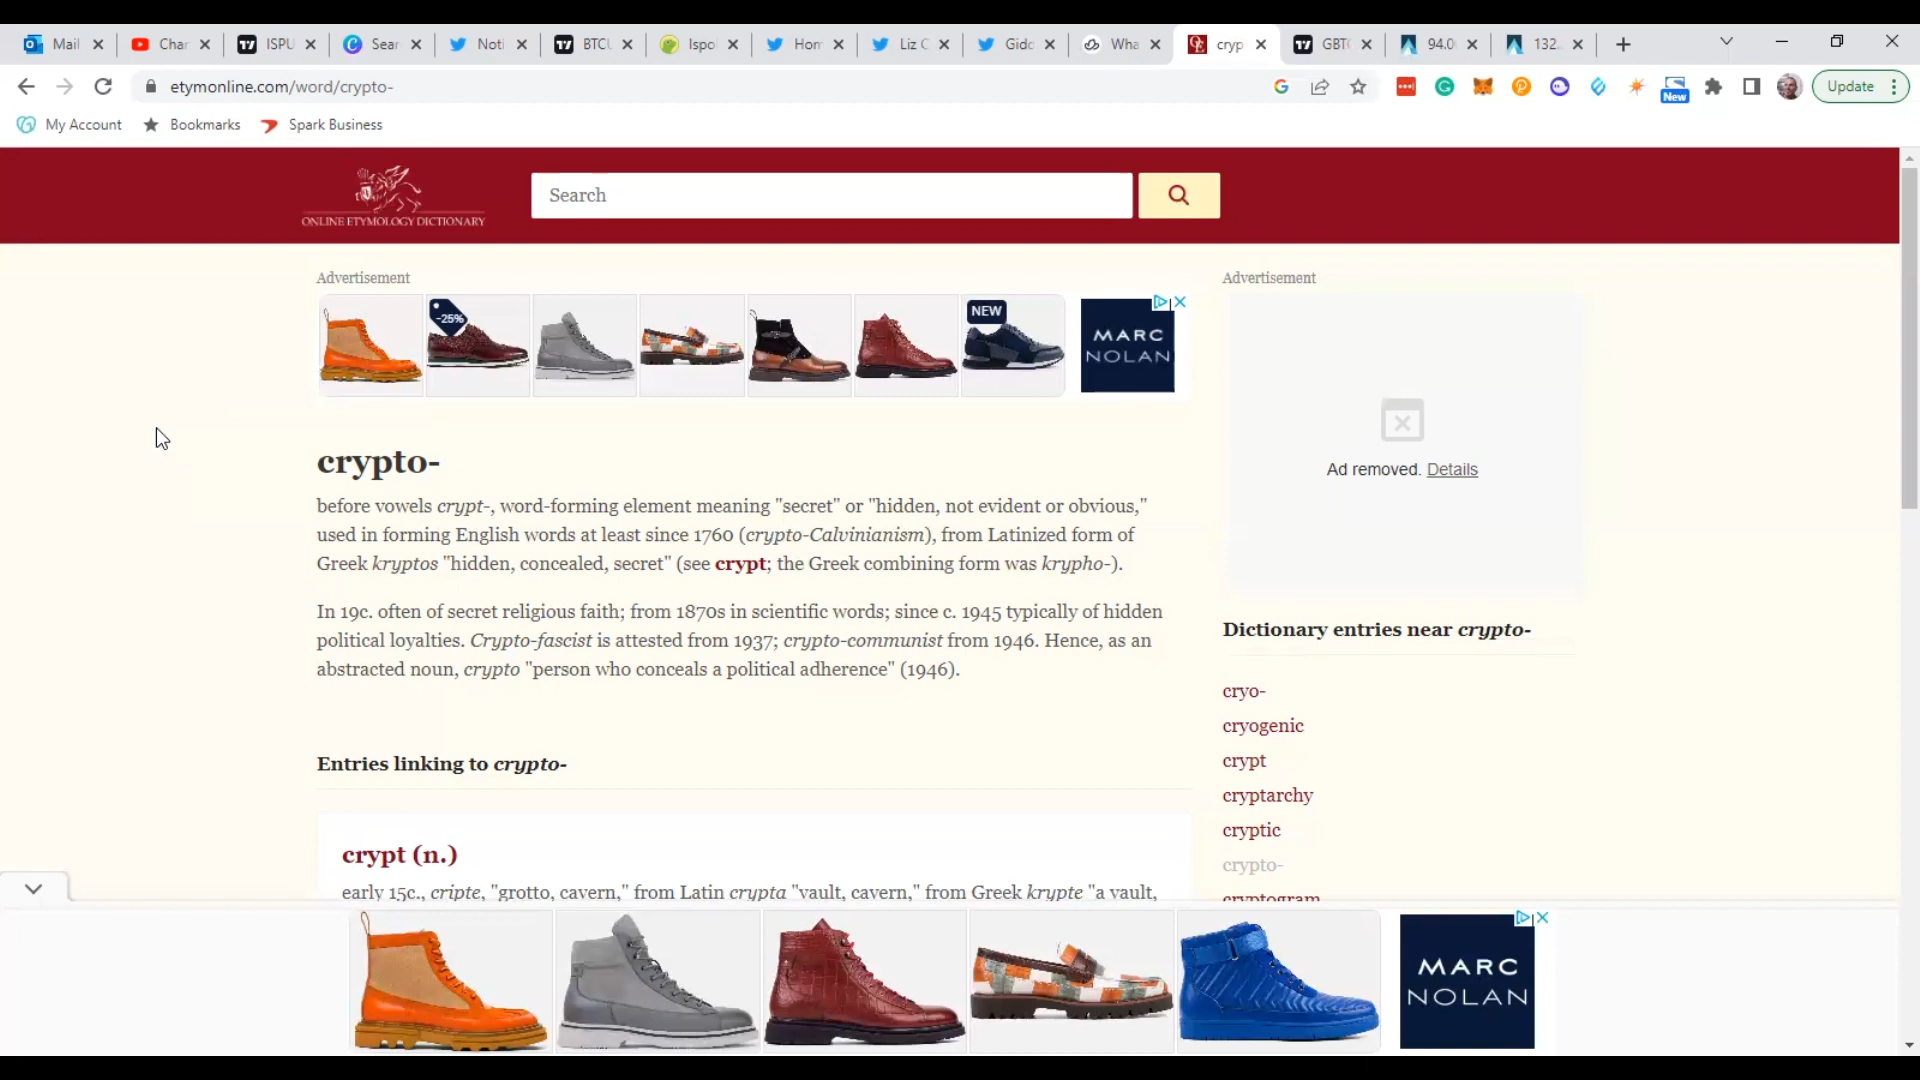 Mail
Char
ISPU
Sear
Noti
BTCU
Ispo
Hom
Liz C
Gido
Wha
cryp
GBTC
94.0
132.
etymonline.com/word/crypto-
New
Update
My Account
Bookmarks
Spark Business
ONLINE ETYMOLOGY DICTIONARY
Search
Advertisement
Advertisement
-25%
NEW
MARC
NOLAN
Ad removed. Details
crypto-
before vowels crypt-, word-forming element meaning "secret" or "hidden, not evident or obvious,"
used in forming English words at least since 1760 (crypto-Calvinianism), from Latinized form of
Greek kryptos "hidden, concealed, secret" (see crypt; the Greek combining form was krypho-).
In 19c. often of secret religious faith; from 1870s in scientific words; since c. 1945 typically of hidden
political loyalties. Crypto-fascist is attested from 1937; crypto-communist from 1946. Hence, as an
abstracted noun, crypto "person who conceals a political adherence" (1946).
Entries linking to crypto-
crypt (n.)
early 15c., cripte, "grotto, cavern," from Latin crypta "vault, cavern," from Greek krypte "a vault,
Dictionary entries near crypto-
cryo-
cryogenic
crypt
cryptarchy
cryptic
crypto-
cryptogram
MARC
NOLAN